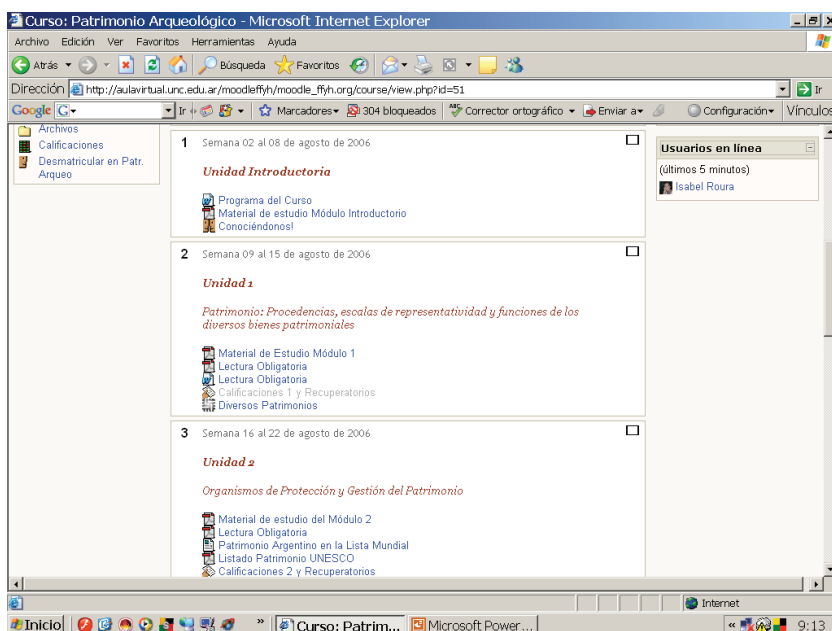 Curso: Patrimonio Arqueológico - Microsoft Internet Explorer
Archivo Edición Ver Favoritos Herramientas Ayuda
Atrás Búsqueda Favoritos
Dirección http://aulavirtual.unc.edu.ar/moodleffyh/moodle_ffyh.org/course/view.php?id=51 Ir
Google G Ir Marcadores 304 bloqueados Corrector ortográfico Enviar a Configuración Vínculos
Archivos
Calificaciones
Desmatricular en Patr.
Arqueo
1 Semana 02 al 08 de agosto de 2006
Unidad Introductoria
Programa del Curso
Material de estudio Módulo Introductorio
Conociéndonos!
2 Semana 09 al 15 de agosto de 2006
Unidad 1
Patrimonio: Procedencias, escalas de representatividad y funciones de los
diversos bienes patrimoniales
Material de Estudio Módulo 1
Lectura Obligatoria
Lectura Obligatoria
Calificaciones 1 y Recuperatorios
Diversos Patrimonios
3 Semana 16 al 22 de agosto de 2006
Unidad 2
Organismos de Protección y Gestión del Patrimonio
Material de estudio del Módulo 2
Lectura Obligatoria
Patrimonio Argentino en la Lista Mundial
Listado Patrimonio UNESCO
Calificaciones 2 y Recuperatorios
Usuarios en línea
(últimos 5 minutos)
Isabel Roura
Internet
Inicio » Curso: Patrim... Microsoft Power... « 9:13